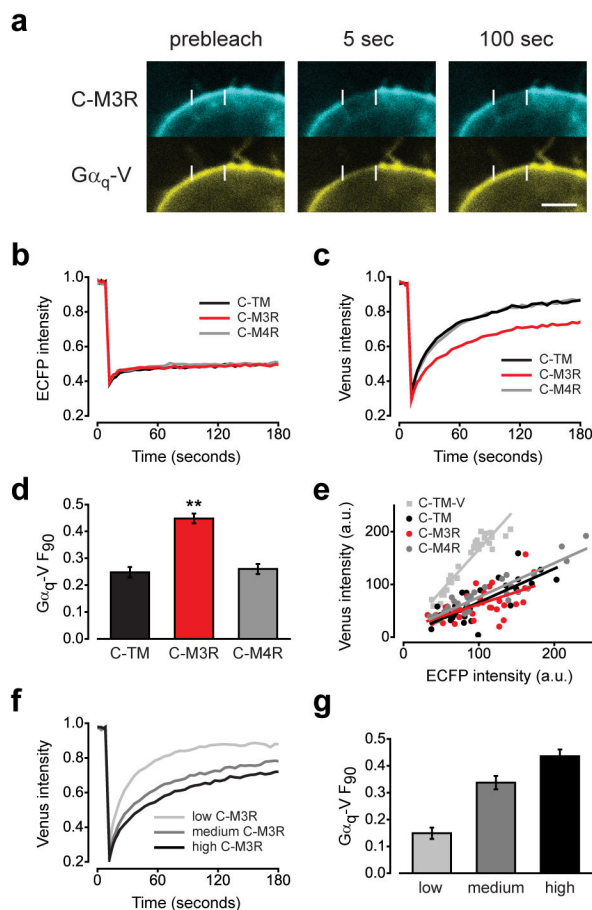 a
prebleach 5 sec 100 sec
C-M3R
Gαq-V
b
ECFP intensity
1.0
0.8
0.6
0.4
0.2
C-TM
C-M3R
C-M4R
0 60 120 180
Time (seconds)
c
Venus intensity
1.0
0.8
0.6
0.4
0.2
C-TM
C-M3R
C-M4R
0 60 120 180
Time (seconds)
d
Gαq-V F90
0.5
0.4
0.3
0.2
0.1
0.0
**
C-TM C-M3R C-M4R
e
Venus intensity (a.u.)
200
100
0
C-TM-V
C-TM
C-M3R
C-M4R
0 100 200
ECFP intensity (a.u.)
f
Venus intensity
1.0
0.8
0.6
0.4
0.2
low C-M3R
medium C-M3R
high C-M3R
0 60 120 180
Time (seconds)
g
Gαq-V F90
0.5
0.4
0.3
0.2
0.1
0.0
low medium high